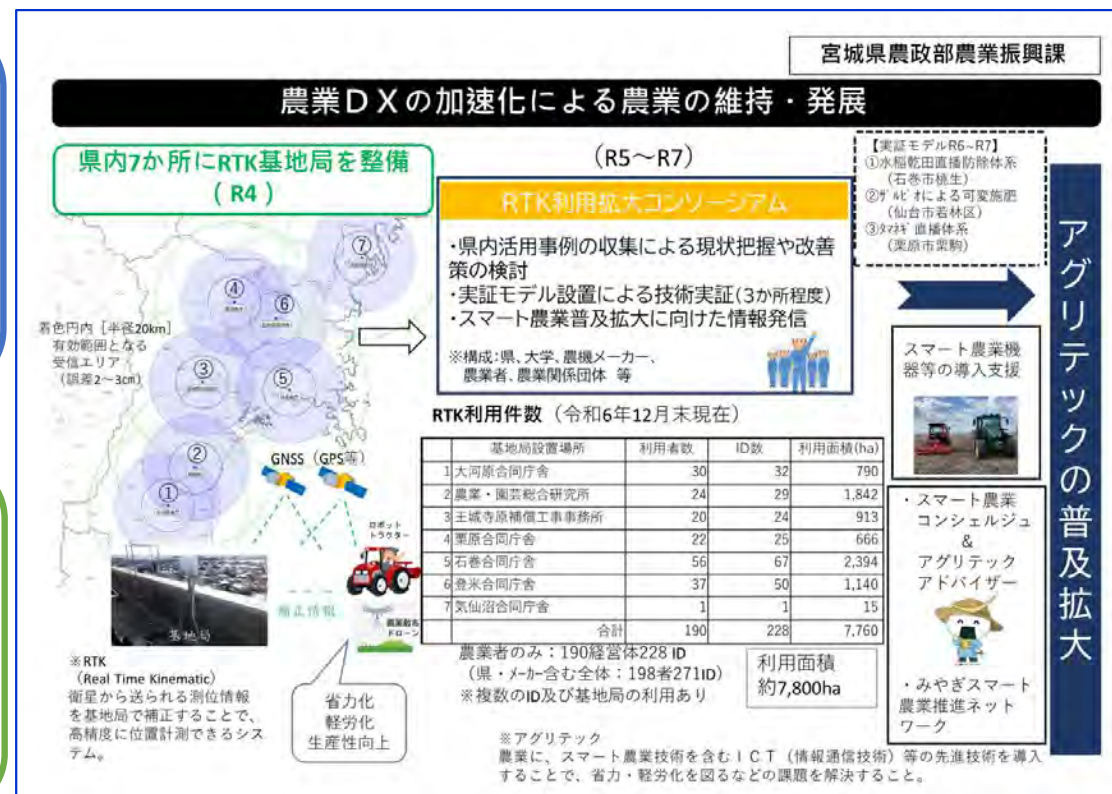 宮城県農政部農業振興課
農業DXの加速化による農業の維持・発展
県内7か所にRTK基地局を整備
(R4)
⑦
④
⑥
③
⑤
②
①
着色円内［半径20km］
有効範囲となる
受信エリア
（誤差2～3㎝）
GNSS（GPS等）
ロボット
トラクター
補正情報
農業散布
ドローン
基地局
※RTK
（Real Time Kinematic）
衛星から送られる測位情報
を基地局で補正することで、
高精度に位置計測できるシス
テム。
省力化
軽労化
生産性向上
（R5～R7）
RTK利用拡大コンソーシアム
・県内活用事例の収集による現状把握や改善
策の検討
・実証モデル設置による技術実証(3か所程度)
・スマート農業普及拡大に向けた情報発信
※構成:県、大学、農機メーカー、
農業者、農業関係団体 等
RTK利用件数（令和6年12月末現在）
基地局設置場所 利用者数 ID数 利用面積(ha)
1 大河原合同庁舎 30 32 790
2 農業・園芸総合研究所 24 29 1,842
3 王城寺原補償工事事務所 20 24 913
4 栗原合同庁舎 22 25 666
5 石巻合同庁舎 56 67 2,394
6 登米合同庁舎 37 50 1,140
7 気仙沼合同庁舎 1 1 15
合計 190 228 7,760
農業者のみ：190経営体228 ID
（県・ﾒｰｶｰ含む全体：198者271ID）
※複数のID及び基地局の利用あり
利用面積
約7,800ha
※アグリテック
農業に、スマート農業技術を含むＩＣＴ（情報通信技術）等の先進技術を導入
することで、省力・軽労化を図るなどの課題を解決すること。
【実証モデルR6~R7】
①水稲乾田直播防除体系
（石巻市桃生）
②ｻﾞﾙﾋﾞｵによる可変施肥
（仙台市若林区）
③ﾀﾏﾈｷﾞ直播体系
（栗原市栗駒）
スマート農業機
器等の導入支援
・スマート農業
コンシェルジュ
&
アグリテック
アドバイザー
・みやぎスマート
農業推進ネット
ワーク
アグリテックの普及拡大